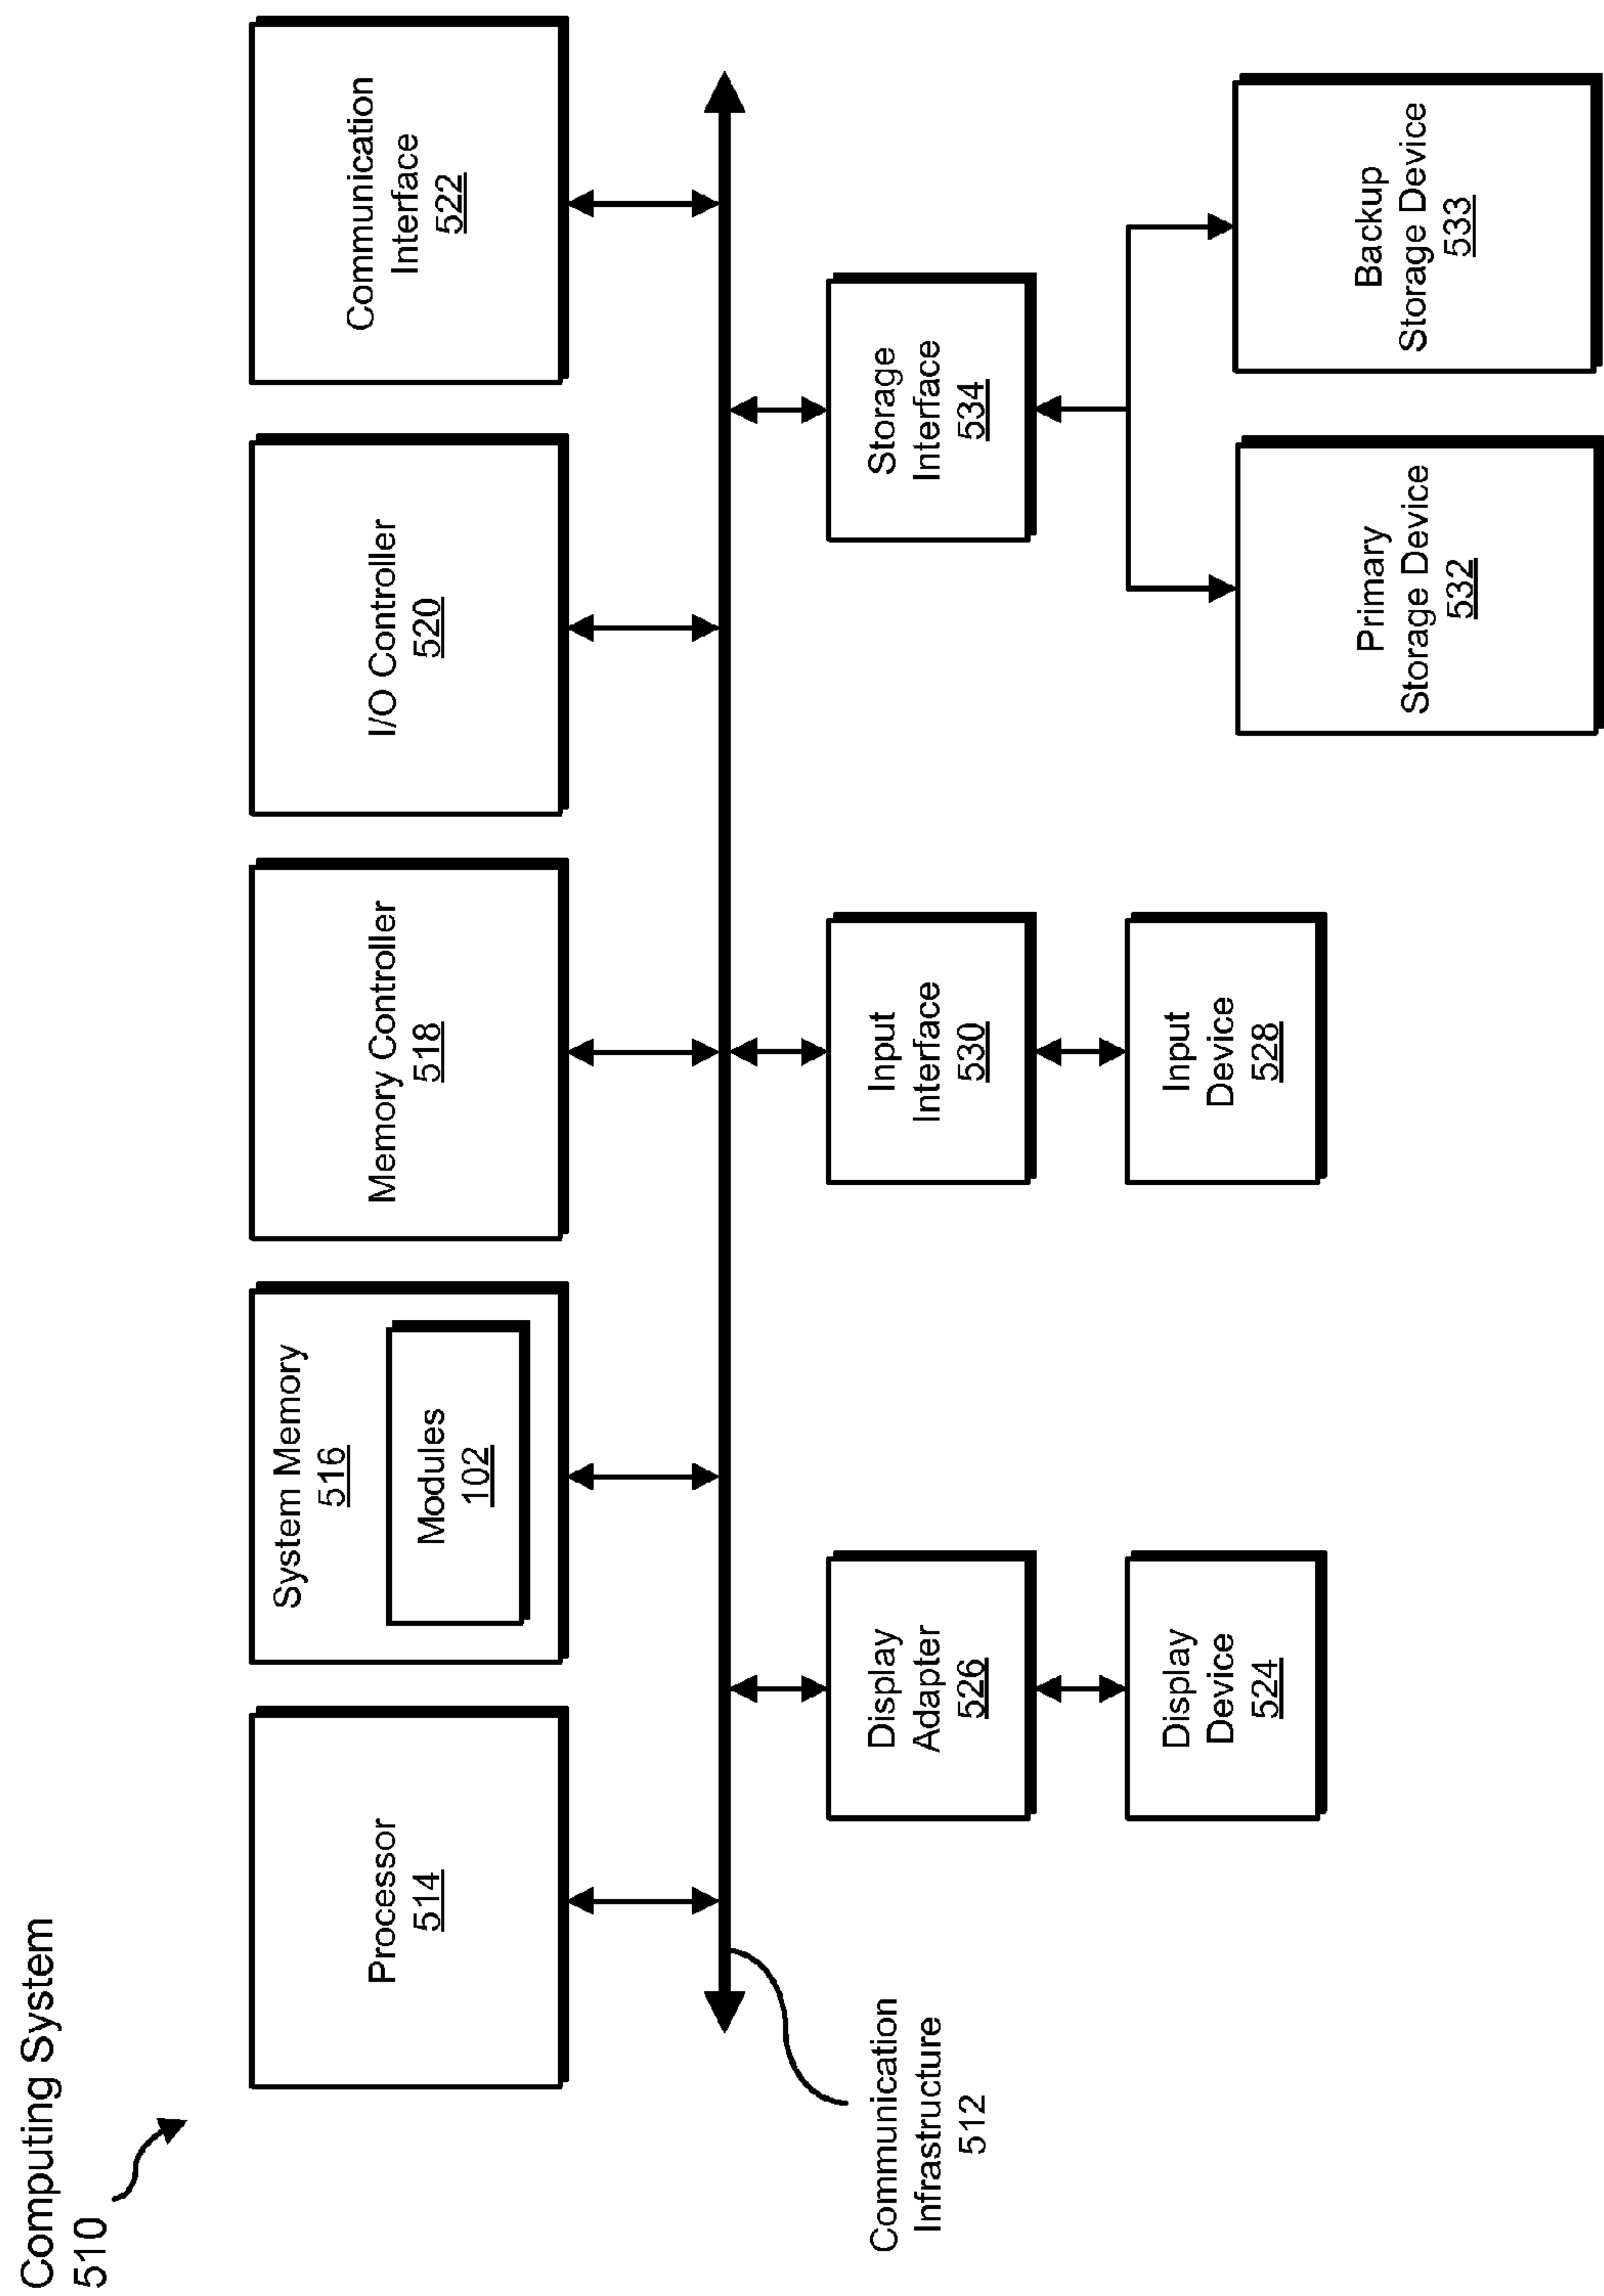 Computing System
510
Processor
514
System Memory
516
Modules
102
Memory Controller
518
I/O Controller
520
Communication
Interface
522
Communication
Infrastructure
512
Display
Adapter
526
Input
Interface
530
Storage
Interface
534
Display
Device
524
Input
Device
528
Primary
Storage Device
532
Backup
Storage Device
533